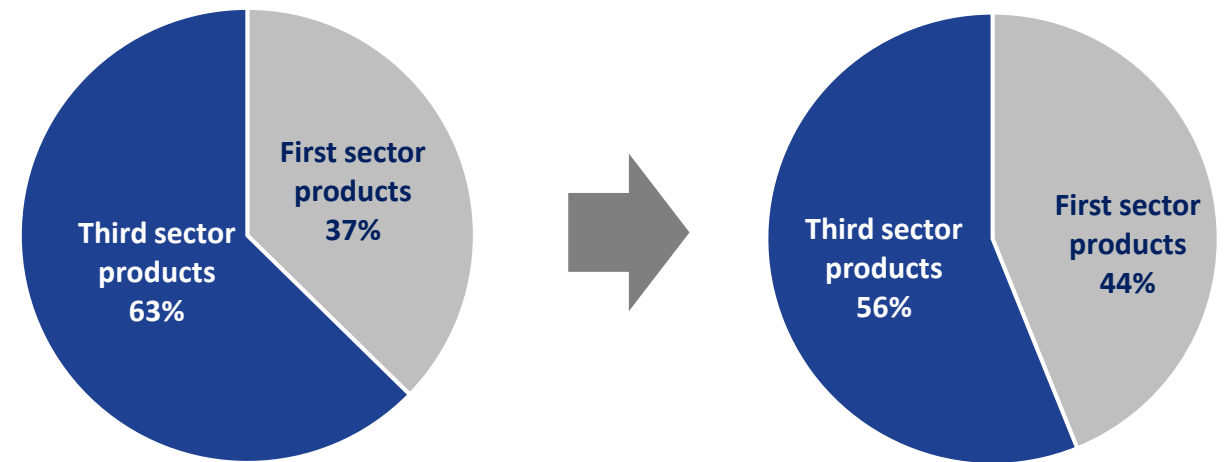 First sector
products
37%
Third sector
products
63%
First sector
products
44%
Third sector
products
56%